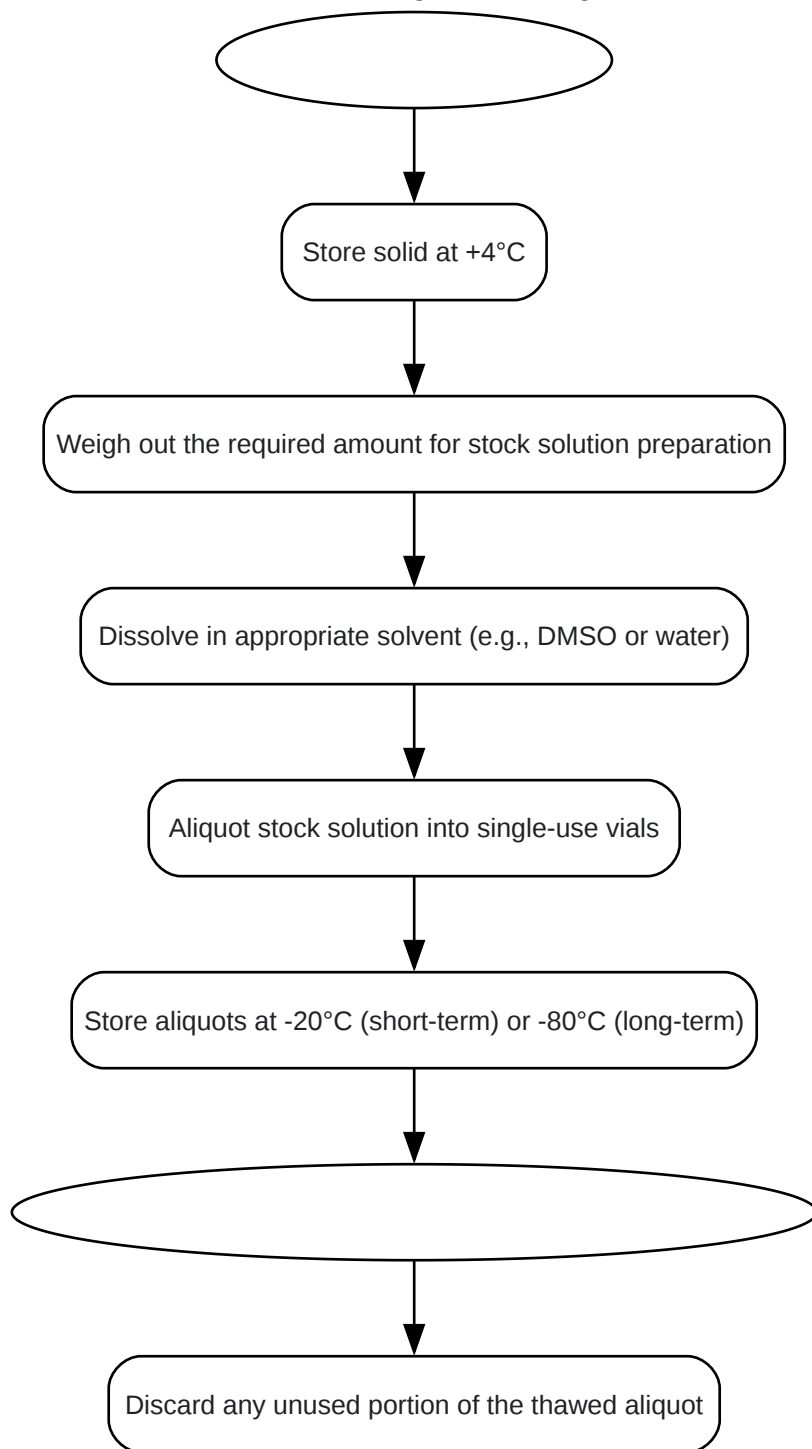 Store solid at +4°C
Weigh out the required amount for stock solution preparation
Dissolve in appropriate solvent (e.g., DMSO or water)
Aliquot stock solution into single-use vials
Store aliquots at -20°C (short-term) or -80°C (long-term)
Discard any unused portion of the thawed aliquot